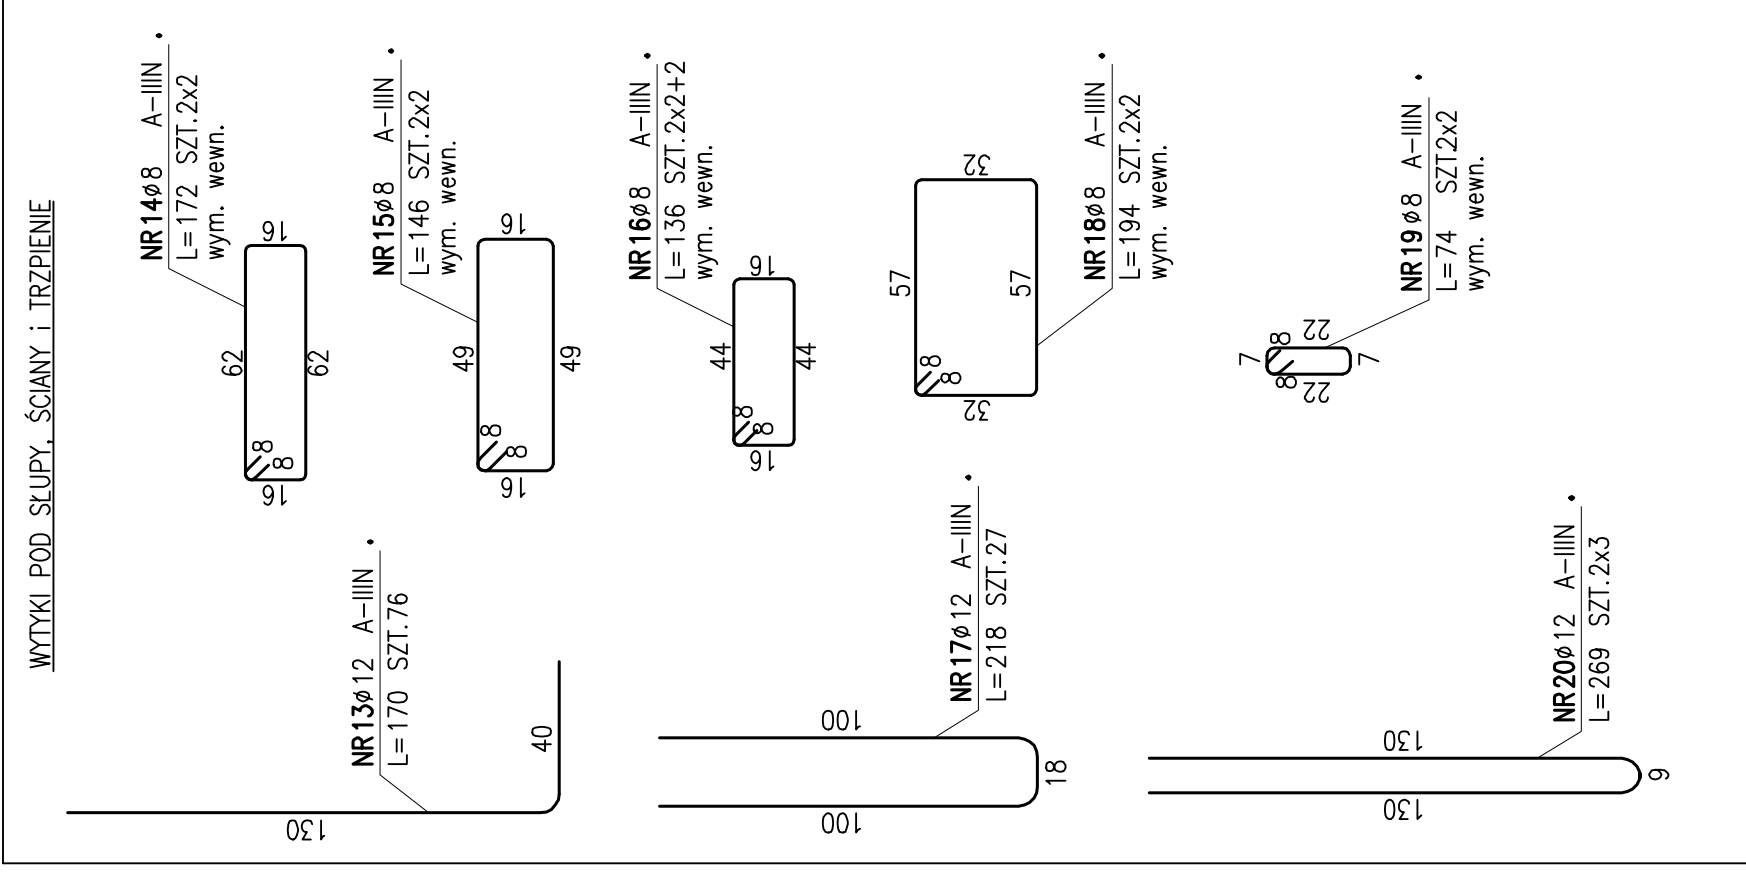 WYTYKI POD SŁUPY, ŚCIANY i TRZPIENIE
NR14ø8 A-IIIN
L=172 SZT.2x2
wym. wewn.
62
62
16
16
8
8
NR15ø8 A-IIIN
L=146 SZT.2x2
wym. wewn.
49
49
16
16
8
8
NR16ø8 A-IIIN
L=136 SZT.2x2+2
wym. wewn.
44
44
16
16
8
8
NR18ø8 A-IIIN
L=194 SZT.2x2
wym. wewn.
57
57
32
32
8
8
NR19ø8 A-IIIN
L=74 SZT.2x2
wym. wewn.
7
7
22
22
8
8
NR13ø12 A-IIIN
L=170 SZT.76
130
40
NR17ø12 A-IIIN
L=218 SZT.27
100
100
18
NR20ø12 A-IIIN
L=269 SZT.2x3
130
130
9